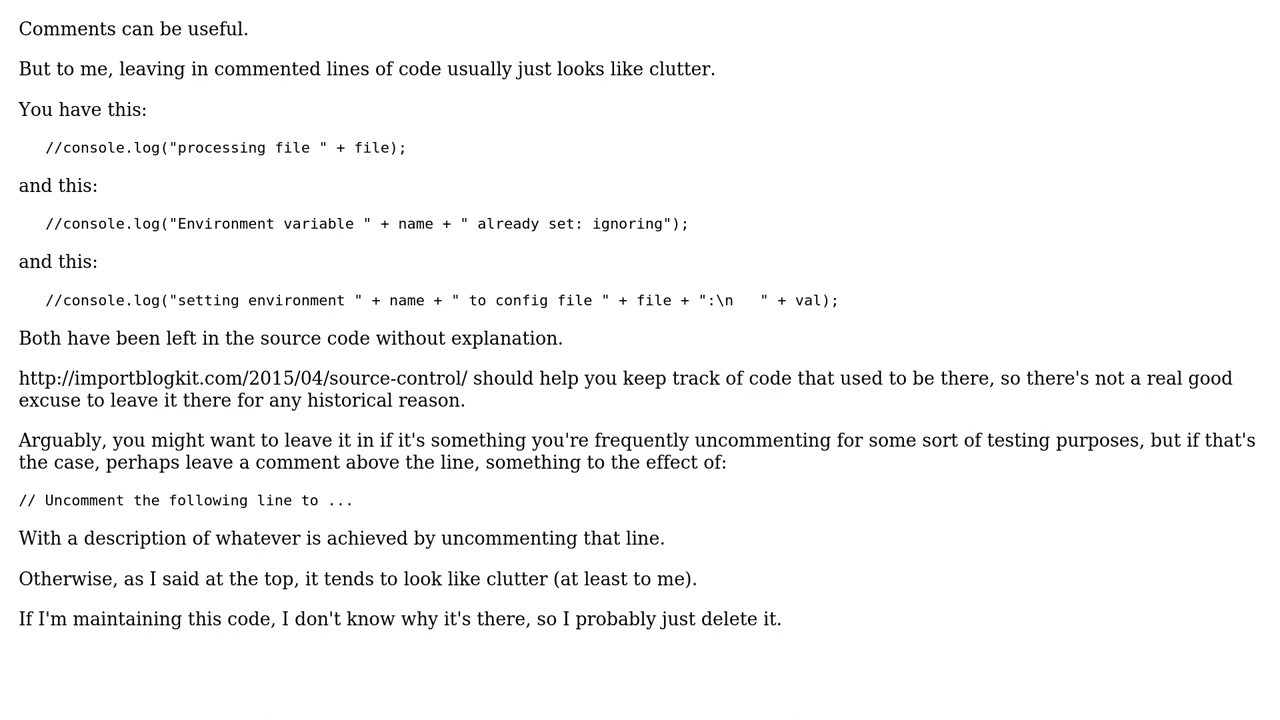 Comments can be useful.
But to me, leaving in commented lines of code usually just looks like clutter.
You have this:
//console.log("processing file " + file);
and this:
//console.log("Environment variable " + name + " already set: ignoring");
and this:
//console.log("setting environment " + name + " to config file " + file + ":\n   " + val);
Both have been left in the source code without explanation.
http://importblogkit.com/2015/04/source-control/ should help you keep track of code that used to be there, so there's not a real good
excuse to leave it there for any historical reason.
Arguably, you might want to leave it in if it's something you're frequently uncommenting for some sort of testing purposes, but if that's
the case, perhaps leave a comment above the line, something to the effect of:
// Uncomment the following line to ...
With a description of whatever is achieved by uncommenting that line.
Otherwise, as I said at the top, it tends to look like clutter (at least to me).
If I'm maintaining this code, I don't know why it's there, so I probably just delete it.